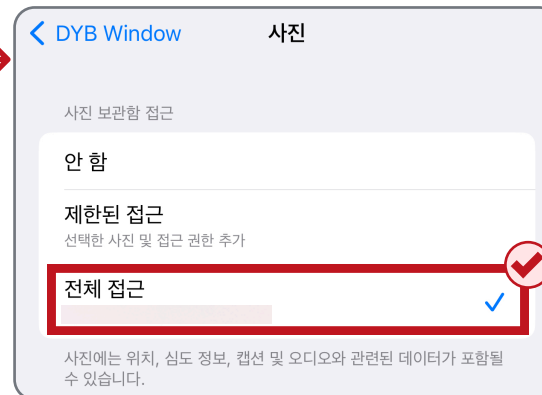 DYB Window
사진
사진 보관함 접근
안 함
제한된 접근
선택한 사진 및 접근 권한 추가
전체 접근
사진에는 위치, 심도 정보, 캡션 및 오디오와 관련된 데이터가 포함될
수 있습니다.